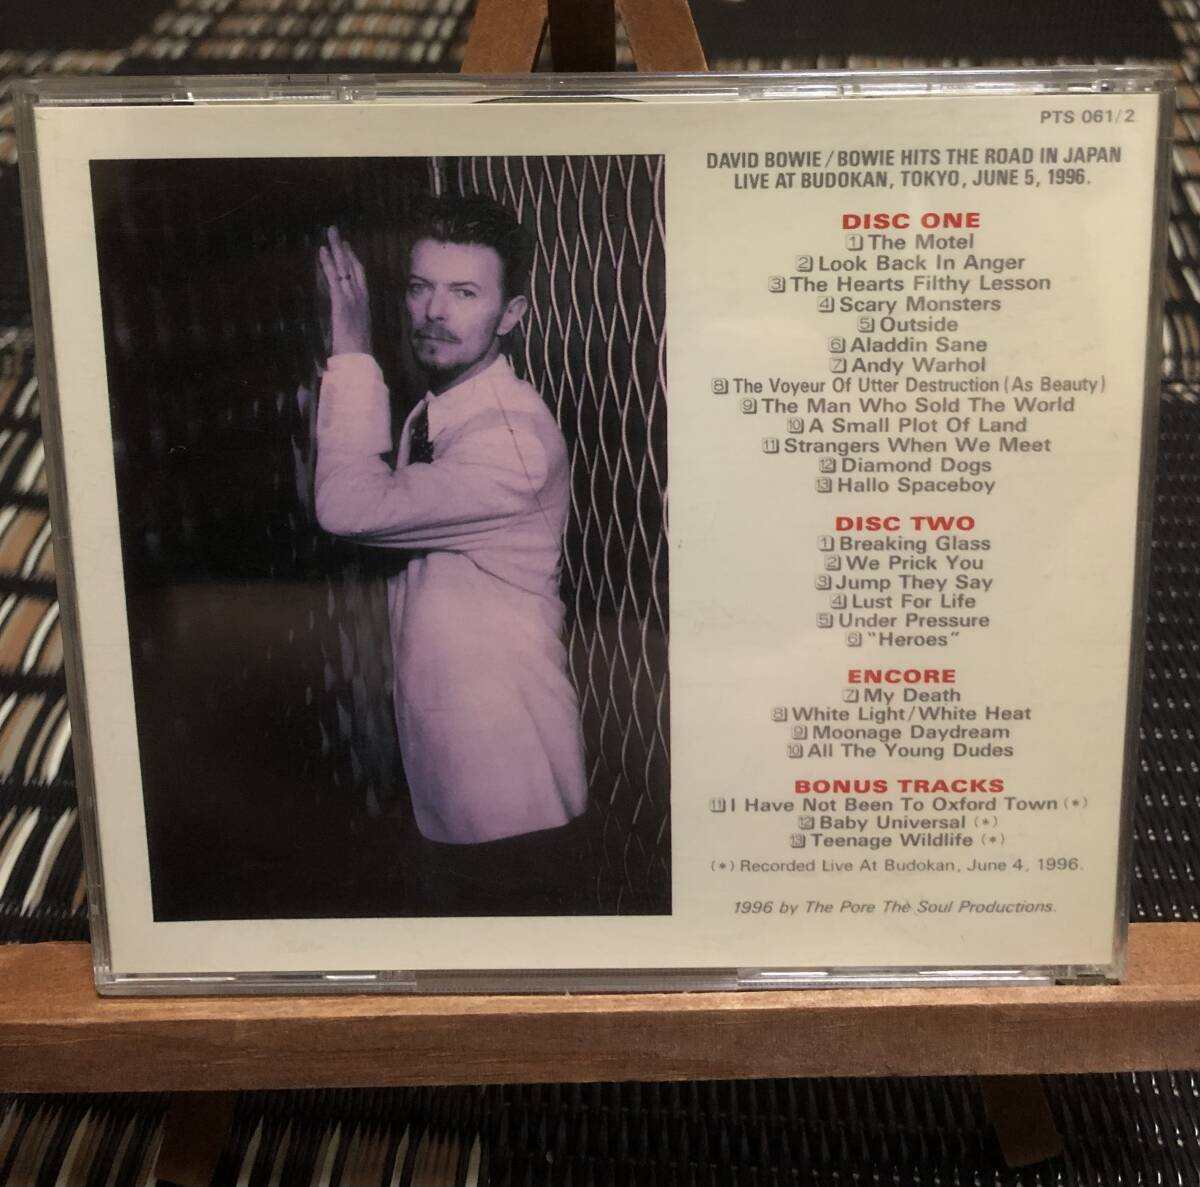 PTS 061/2
DAVID BOWIE/BOWIE HITS THE ROAD IN JAPAN
LIVE AT BUDOKAN, TOKYO, JUNE 5, 1996.
DISC ONE
1 The Motel
2 Look Back In Anger
3 The Hearts Filthy Lesson
4 Scary Monsters
5 Outside
6 Aladdin Sane
7 Andy Warhol
8 The Voyeur Of Utter Destruction (As Beauty)
9 The Man Who Sold The World
10 A Small Plot Of Land
11 Strangers When We Meet
12 Diamond Dogs
13 Hallo Spaceboy
DISC TWO
1 Breaking Glass
2 We Prick You
3 Jump They Say
4 Lust For Life
5 Under Pressure
6 "Heroes"
ENCORE
7 My Death
8 White Light/White Heat
9 Moonage Daydream
10 All The Young Dudes
BONUS TRACKS
11 I Have Not Been To Oxford Town (*)
12 Baby Universal (*)
13 Teenage Wildlife (*)
(*) Recorded Live At Budokan, June 4, 1996.
1996 by The Pore The Soul Productions.